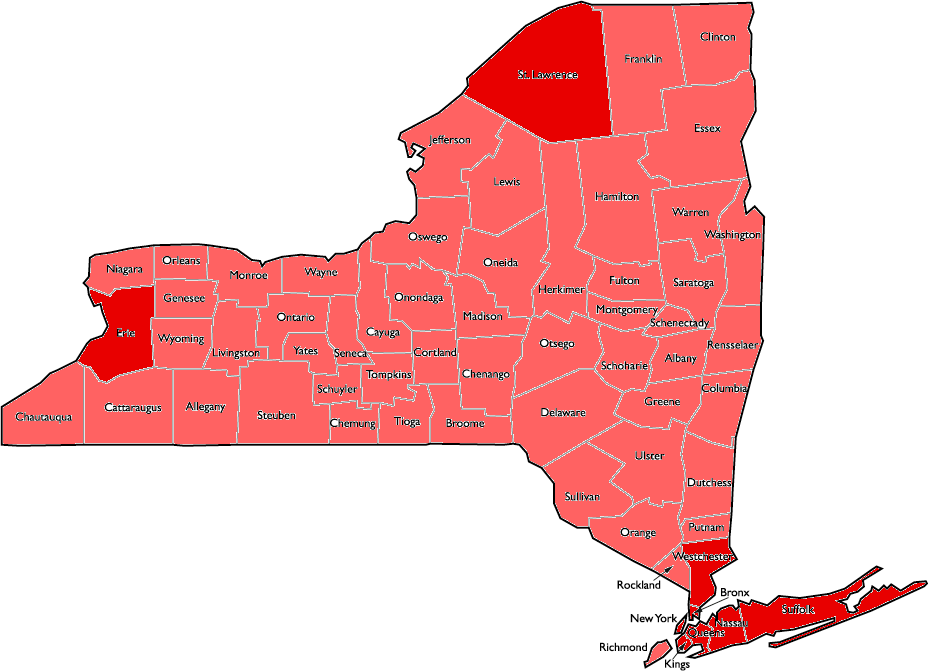 Clinton
Franklin
St. Lawrence
Essex
Jefferson
Lewis
Hamilton
Warren
Washington
Oswego
Oneida
Herkimer
Fulton
Saratoga
Niagara
Orleans
Monroe
Wayne
Genesee
Onondaga
Madison
Montgomery
Schenectady
Ontario
Cayuga
Erie
Wyoming
Livingston
Yates
Seneca
Cortland
Otsego
Schoharie
Albany
Rensselaer
Tompkins
Chenango
Schuyler
Greene
Columbia
Chautauqua
Cattaraugus
Allegany
Steuben
Chemung
Tioga
Broome
Delaware
Ulster
Dutchess
Sullivan
Orange
Putnam
Westchester
Rockland
Bronx
New York
Nassau
Suffolk
Queens
Richmond
Kings